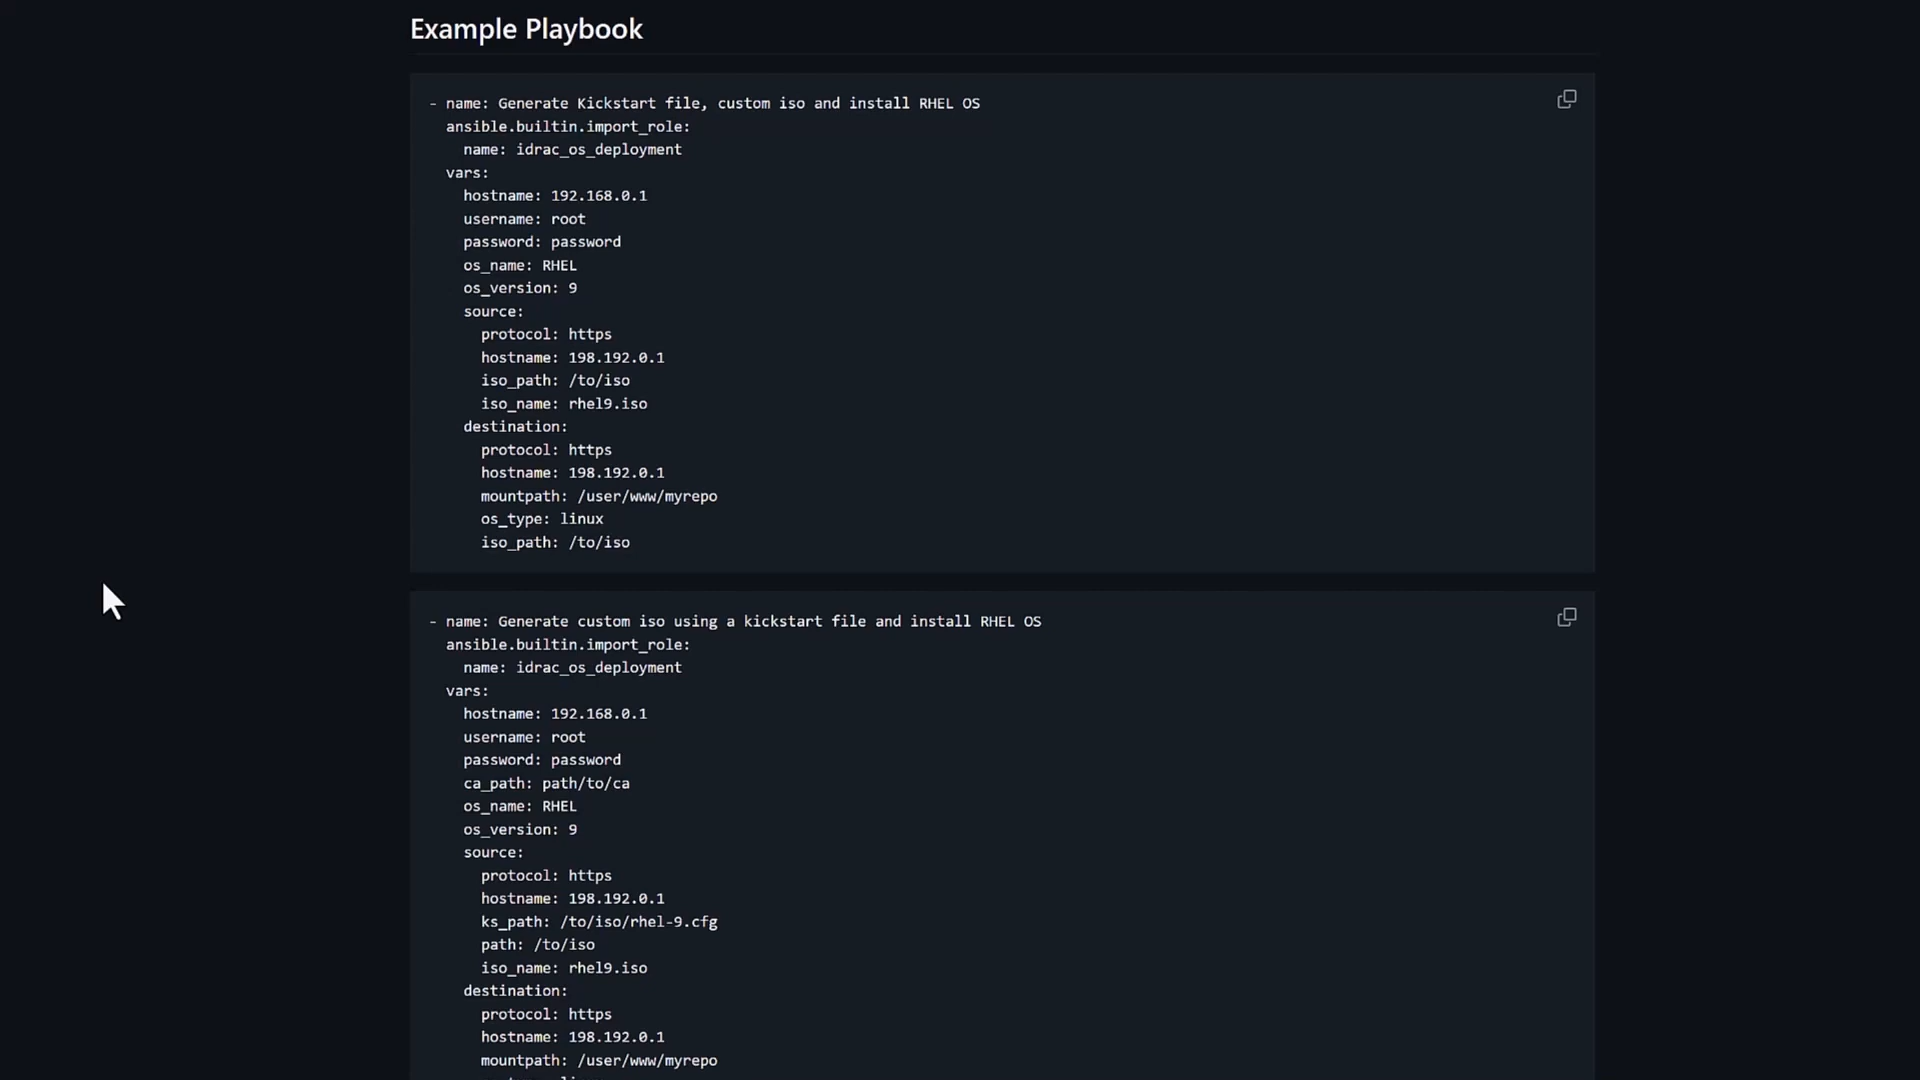 Example Playbook
- name: Generate Kickstart file, custom iso and install RHEL OS
  ansible.builtin.import_role:
    name: idrac_os_deployment
  vars:
    hostname: 192.168.0.1
    username: root
    password: password
    os_name: RHEL
    os_version: 9
    source:
      protocol: https
      hostname: 198.192.0.1
      iso_path: /to/iso
      iso_name: rhel9.iso
    destination:
      protocol: https
      hostname: 198.192.0.1
      mountpath: /user/www/myrepo
      os_type: linux
      iso_path: /to/iso
- name: Generate custom iso using a kickstart file and install RHEL OS
  ansible.builtin.import_role:
    name: idrac_os_deployment
  vars:
    hostname: 192.168.0.1
    username: root
    password: password
    ca_path: path/to/ca
    os_name: RHEL
    os_version: 9
    source:
      protocol: https
      hostname: 198.192.0.1
      ks_path: /to/iso/rhel-9.cfg
      path: /to/iso
      iso_name: rhel9.iso
    destination:
      protocol: https
      hostname: 198.192.0.1
      mountpath: /user/www/myrepo